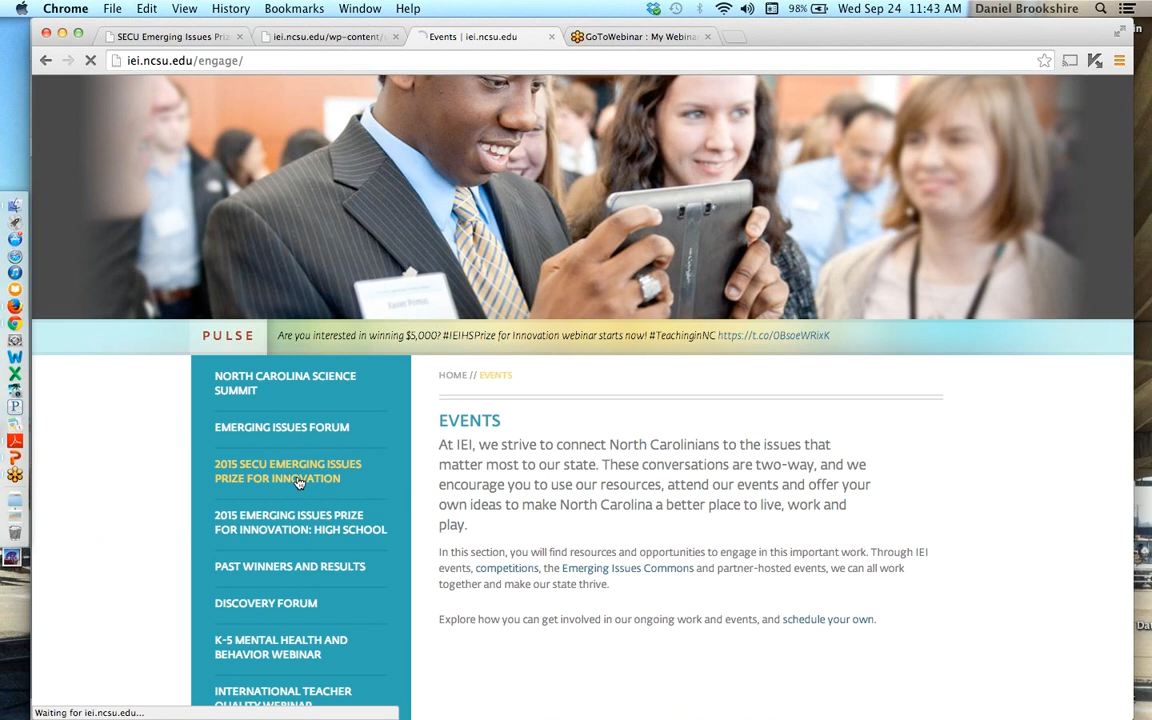 Chrome File Edit View History Bookmarks Window Help 98% Wed Sep 24 11:43 AM Daniel Brookshire
SECU Emerging Issues Priz × iei.ncsu.edu/wp-content/ × Events | iei.ncsu.edu × GoToWebinar : My Webinar ×
iei.ncsu.edu/engage/
PULSE Are you interested in winning $5,000? #IEIHSPrize for Innovation webinar starts now! #TeachinginNC https://t.co/0BsoeWRixK
NORTH CAROLINA SCIENCE
SUMMIT
EMERGING ISSUES FORUM
2015 SECU EMERGING ISSUES
PRIZE FOR INNOVATION
2015 EMERGING ISSUES PRIZE
FOR INNOVATION: HIGH SCHOOL
PAST WINNERS AND RESULTS
DISCOVERY FORUM
K-5 MENTAL HEALTH AND
BEHAVIOR WEBINAR
INTERNATIONAL TEACHER
QUALITY WEBINAR
HOME // EVENTS
EVENTS
At IEI, we strive to connect North Carolinians to the issues that
matter most to our state. These conversations are two-way, and we
encourage you to use our resources, attend our events and offer your
own ideas to make North Carolina a better place to live, work and
play.
In this section, you will find resources and opportunities to engage in this important work. Through IEI
events, competitions, the Emerging Issues Commons and partner-hosted events, we can all work
together and make our state thrive.
Explore how you can get involved in our ongoing work and events, and schedule your own.
Waiting for iei.ncsu.edu...